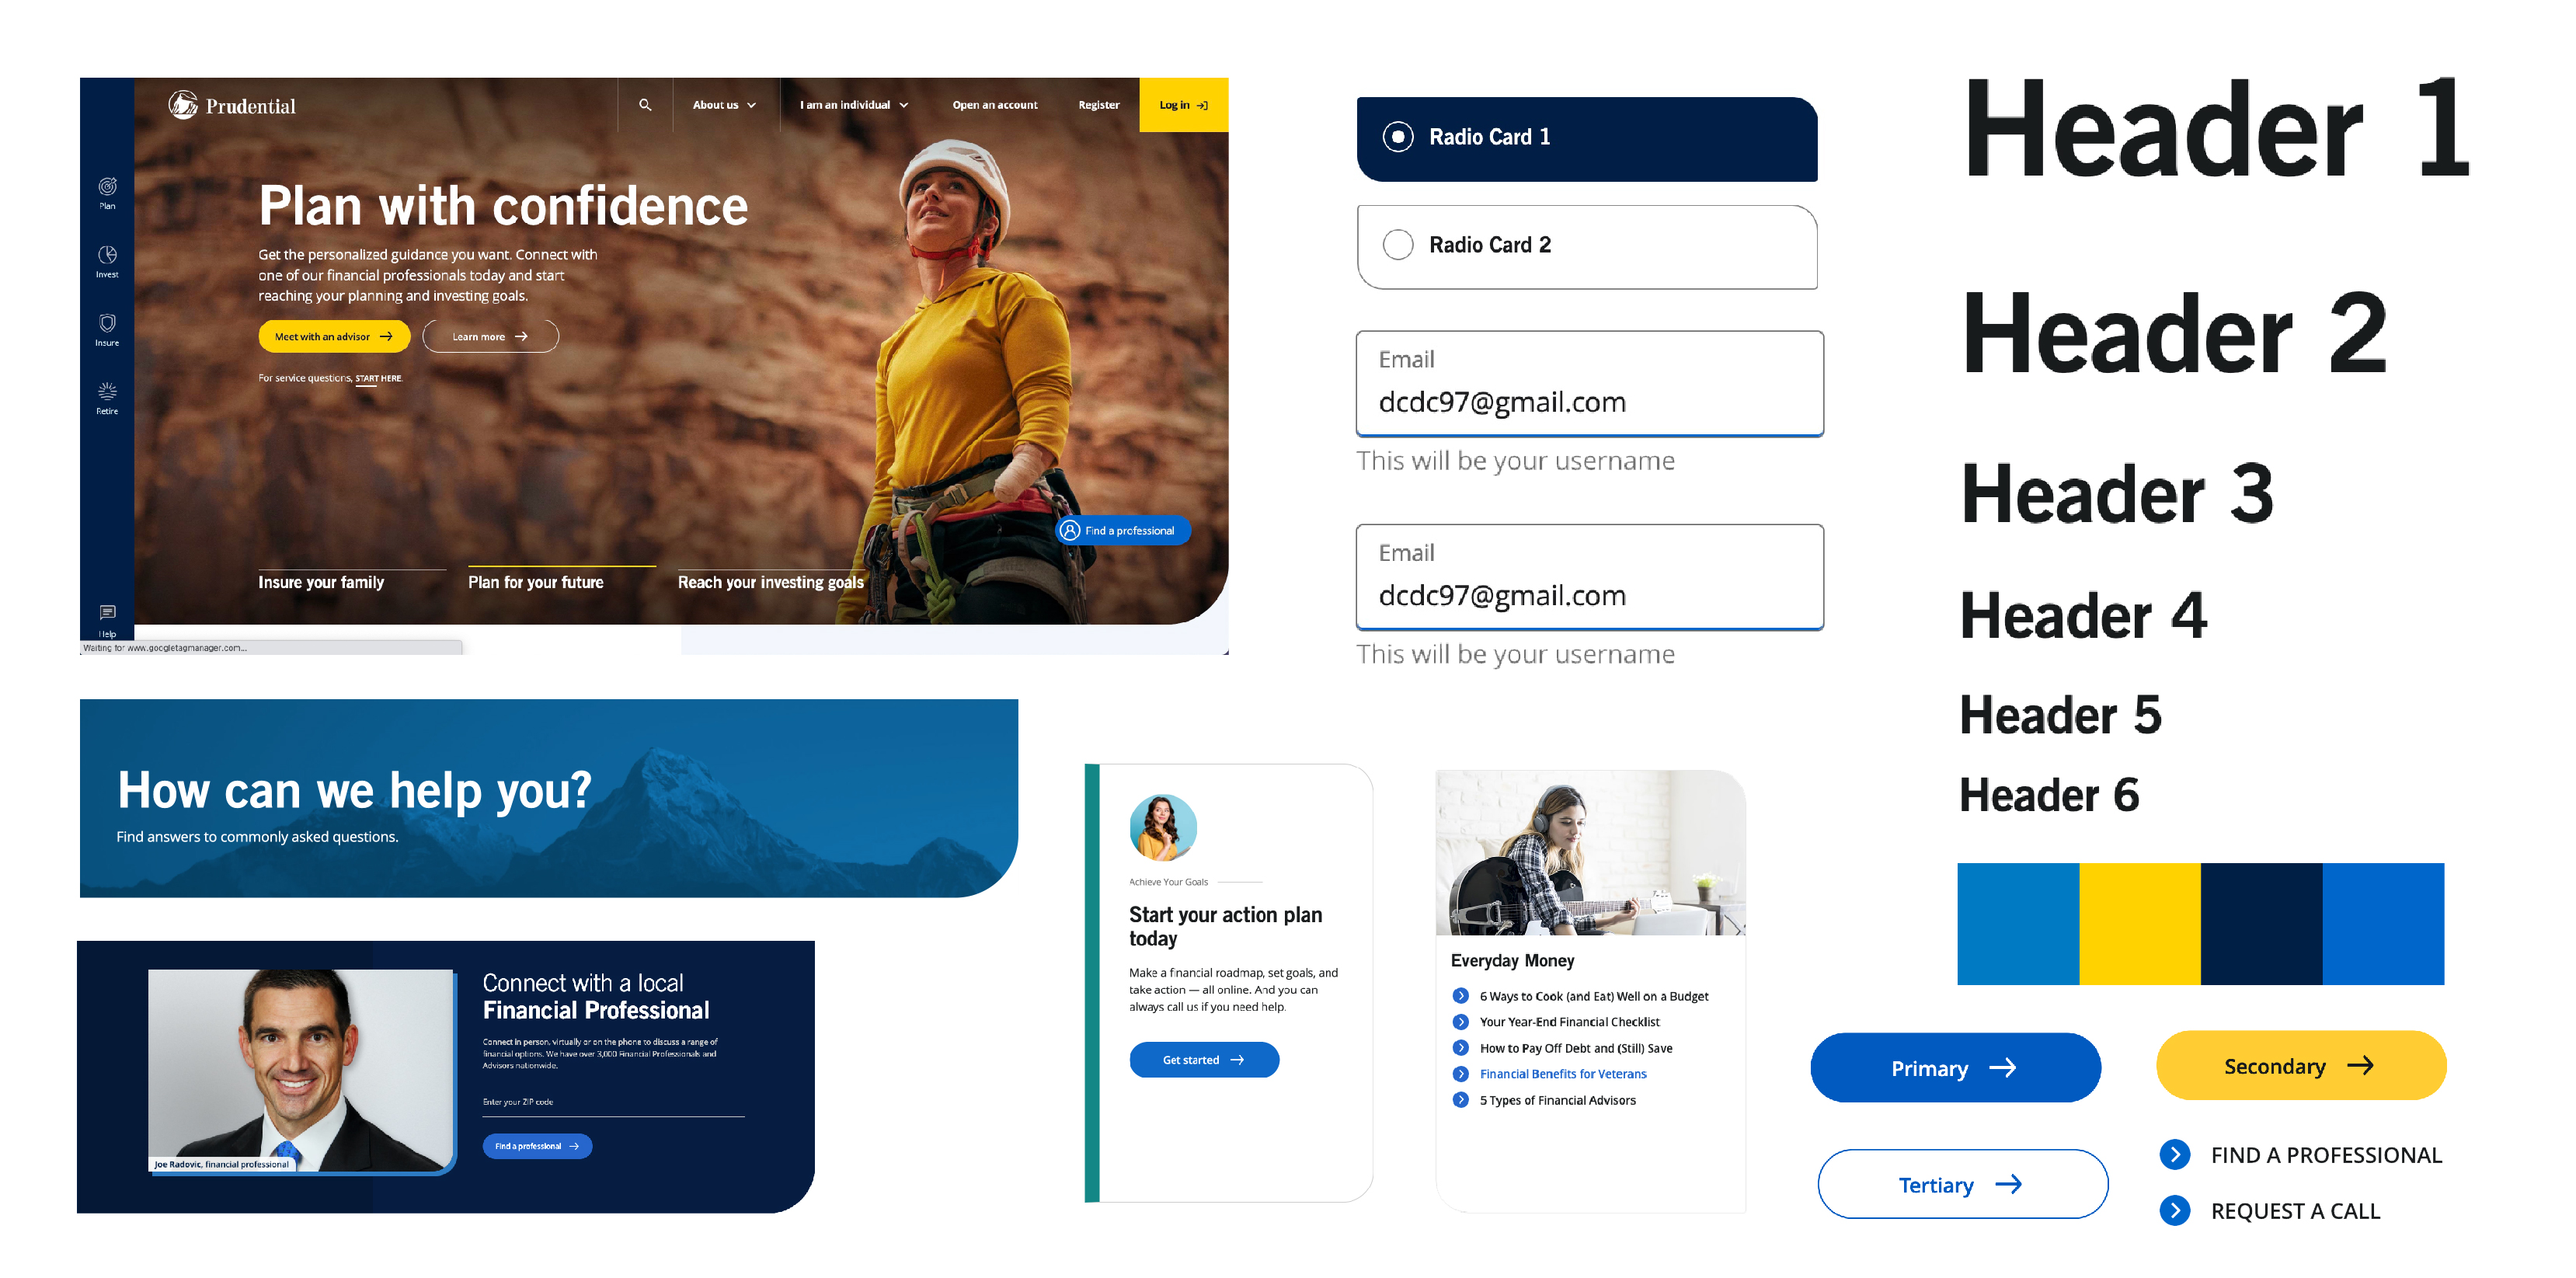 Prudential
About us
I am an individual
Open an account
Register
Log in
Plan
Invest
Insure
Retire
Help
Plan with confidence
Get the personalized guidance you want. Connect with
one of our financial professionals today and start
reaching your planning and investing goals.
Meet with an advisor
Learn more
For service questions, START HERE.
Find a professional
Insure your family
Plan for your future
Reach your investing goals
Waiting for www.googletagmanager.com...
Radio Card 1
Radio Card 2
Email
dcdc97@gmail.com
This will be your username
Email
dcdc97@gmail.com
This will be your username
Header 1
Header 2
Header 3
Header 4
Header 5
Header 6
How can we help you?
Find answers to commonly asked questions.
Joe Radovic, financial professional
Connect with a local
Financial Professional
Connect in person, virtually or on the phone to discuss a range of
financial options. We have over 3,000 Financial Professionals and
Advisors nationwide.
Enter your ZIP code
Find a professional
Achieve Your Goals
Start your action plan
today
Make a financial roadmap, set goals, and
take action — all online. And you can
always call us if you need help.
Get started
Everyday Money
6 Ways to Cook (and Eat) Well on a Budget
Your Year-End Financial Checklist
How to Pay Off Debt and (Still) Save
Financial Benefits for Veterans
5 Types of Financial Advisors
Primary
Secondary
Tertiary
FIND A PROFESSIONAL
REQUEST A CALL